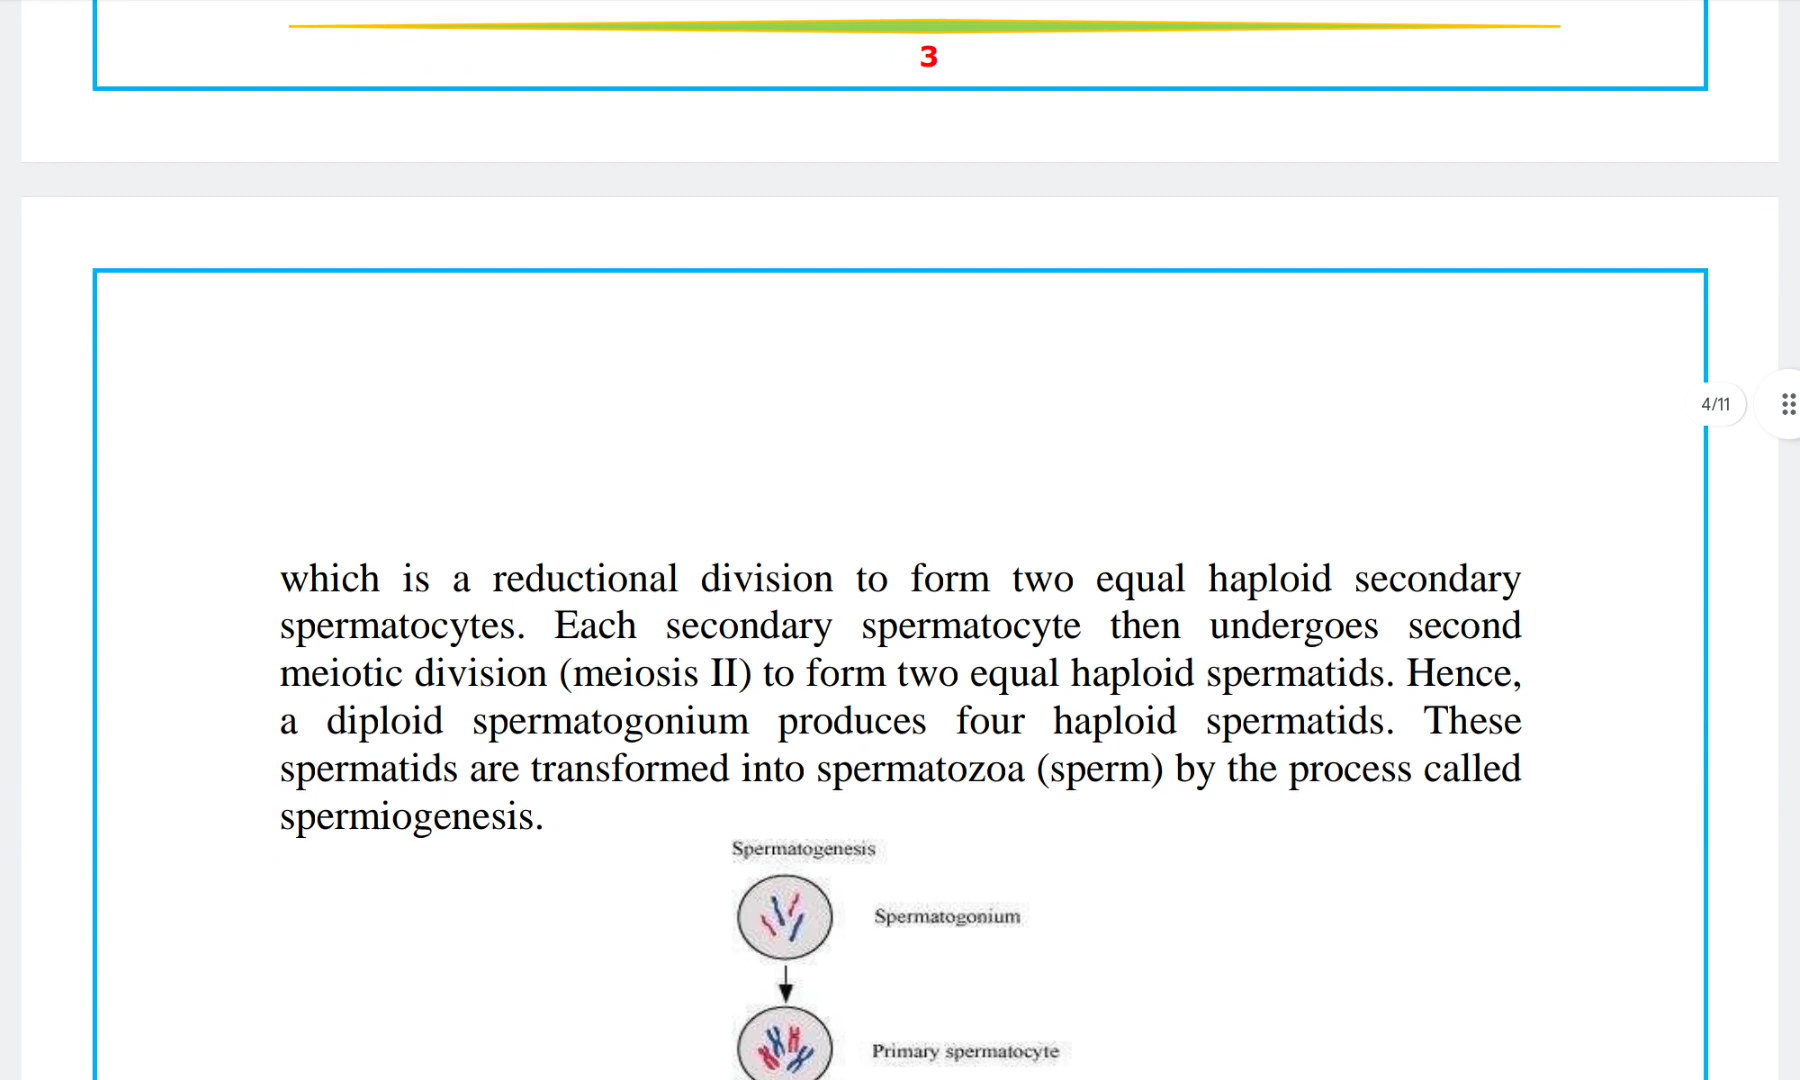 3
4/11
which is a reductional division to form two equal haploid secondary
spermatocytes. Each secondary spermatocyte then undergoes second
meiotic division (meiosis II) to form two equal haploid spermatids. Hence,
a diploid spermatogonium produces four haploid spermatids. These
spermatids are transformed into spermatozoa (sperm) by the process called
spermiogenesis.
Spermatogenesis
Spermatogonium
Primary spermatocyte